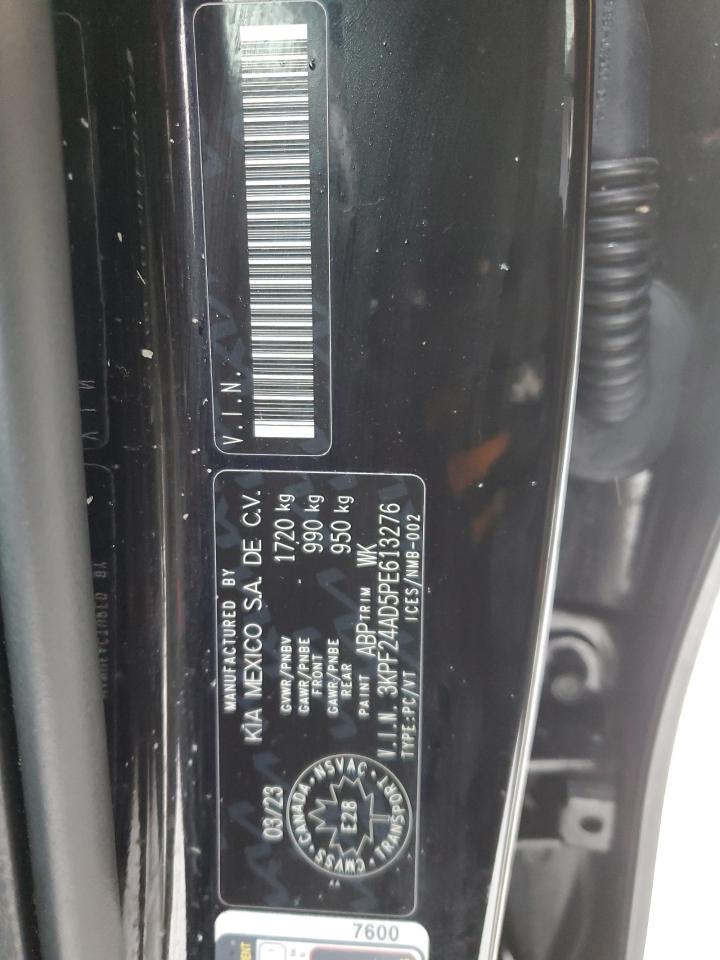 V.I.N.
MANUFACTURED BY
KIA MEXICO S.A. DE C.V.
03/23
GVWR/PNBV 1720 kg
GAWR/PNBE FRONT 990 kg
GAWR/PNBE REAR 950 kg
PAINT ABP TRIM WK
V.I.N. 3KPF24AD5PE613276
TYPE:PC/VT ICES/NMB-002
CANADA • NSVAC • TRANSPORT • CMVSS
E28
7600